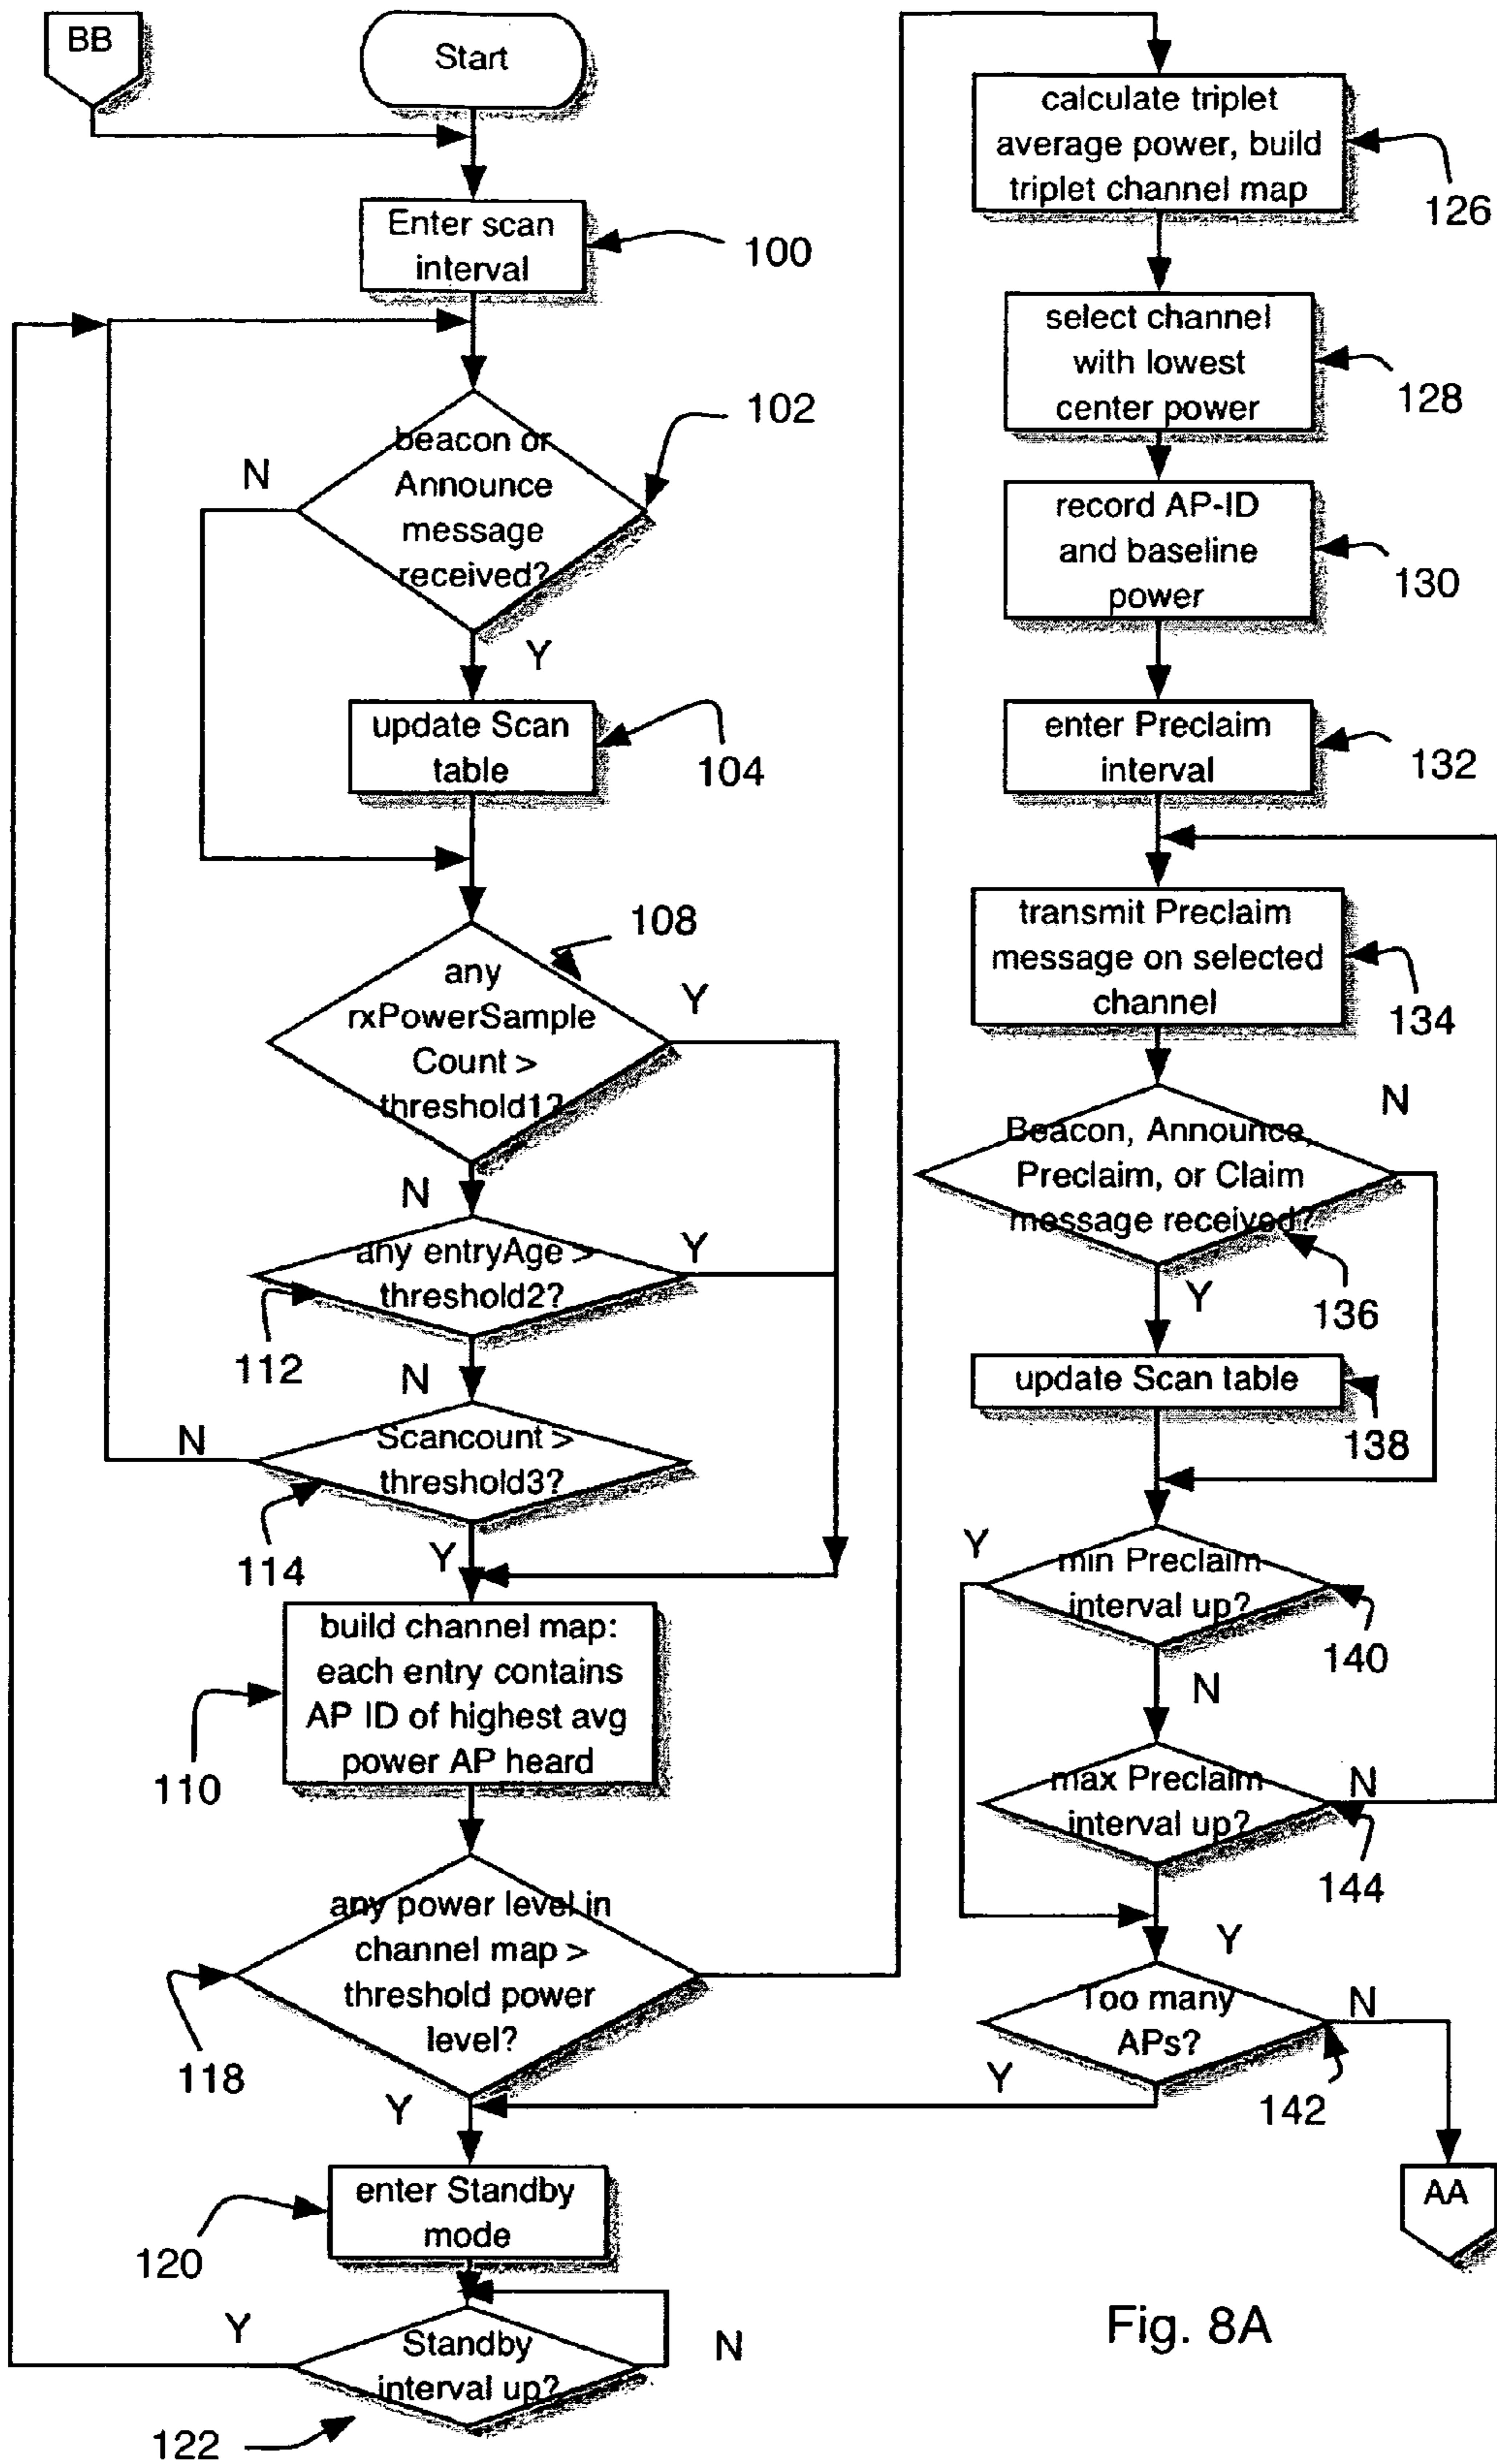 BB
Start
Enter scan
interval
100
beacon or
Announce
message
received?
102
N
Y
update Scan
table
104
any
rxPowerSample
Count >
threshold1?
108
Y
N
any entryAge >
threshold2?
Y
112
N
Scancount >
threshold3?
N
114
Y
build channel map:
each entry contains
AP ID of highest avg
power AP heard
110
any power level in
channel map >
threshold power
level?
118
Y
enter Standby
mode
120
Standby
interval up?
Y
N
122
calculate triplet
average power, build
triplet channel map
126
select channel
with lowest
center power
128
record AP-ID
and baseline
power
130
enter Preclaim
interval
132
transmit Preclaim
message on selected
channel
134
Beacon, Announce,
Preclaim, or Claim
message received?
N
136
Y
update Scan table
138
min Preclaim
interval up?
Y
140
N
max Preclaim
interval up?
N
144
Y
Too many
APs?
N
Y
142
AA
Fig. 8A